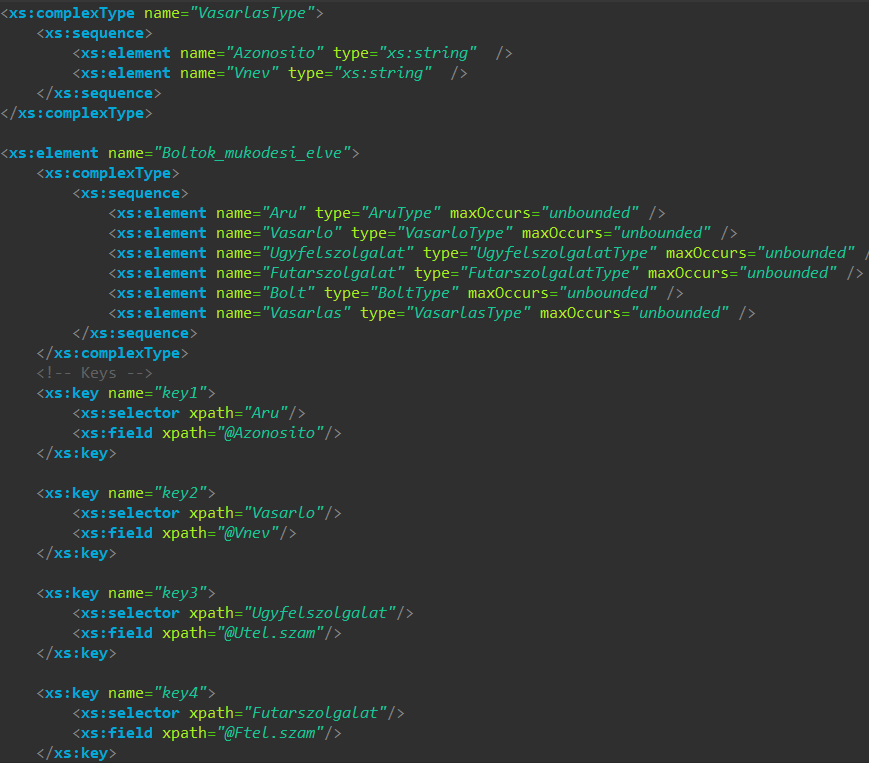 <xs:complexType name="VasarlasType">
<xs:sequence>
<xs:element name="Azonosito" type="xs:string"  />
<xs:element name="Vnev" type="xs:string"  />
</xs:sequence>
</xs:complexType>
<xs:element name="Boltok_mukodesi_elve">
<xs:complexType>
<xs:sequence>
<xs:element name="Aru" type="AruType" maxOccurs="unbounded" />
<xs:element name="Vasarlo" type="VasarloType" maxOccurs="unbounded" />
<xs:element name="Ugyfelszolgalat" type="UgyfelszolgalatType" maxOccurs="unbounded" /
<xs:element name="Futarszolgalat" type="FutarszolgalatType" maxOccurs="unbounded" />
<xs:element name="Bolt" type="BoltType" maxOccurs="unbounded" />
<xs:element name="Vasarlas" type="VasarlasType" maxOccurs="unbounded" />
</xs:sequence>
</xs:complexType>
<!-- Keys -->
<xs:key name="key1">
<xs:selector xpath="Aru"/>
<xs:field xpath="@Azonosito"/>
</xs:key>
<xs:key name="key2">
<xs:selector xpath="Vasarlo"/>
<xs:field xpath="@Vnev"/>
</xs:key>
<xs:key name="key3">
<xs:selector xpath="Ugyfelszolgalat"/>
<xs:field xpath="@Utel.szam"/>
</xs:key>
<xs:key name="key4">
<xs:selector xpath="Futarszolgalat"/>
<xs:field xpath="@Ftel.szam"/>
</xs:key>